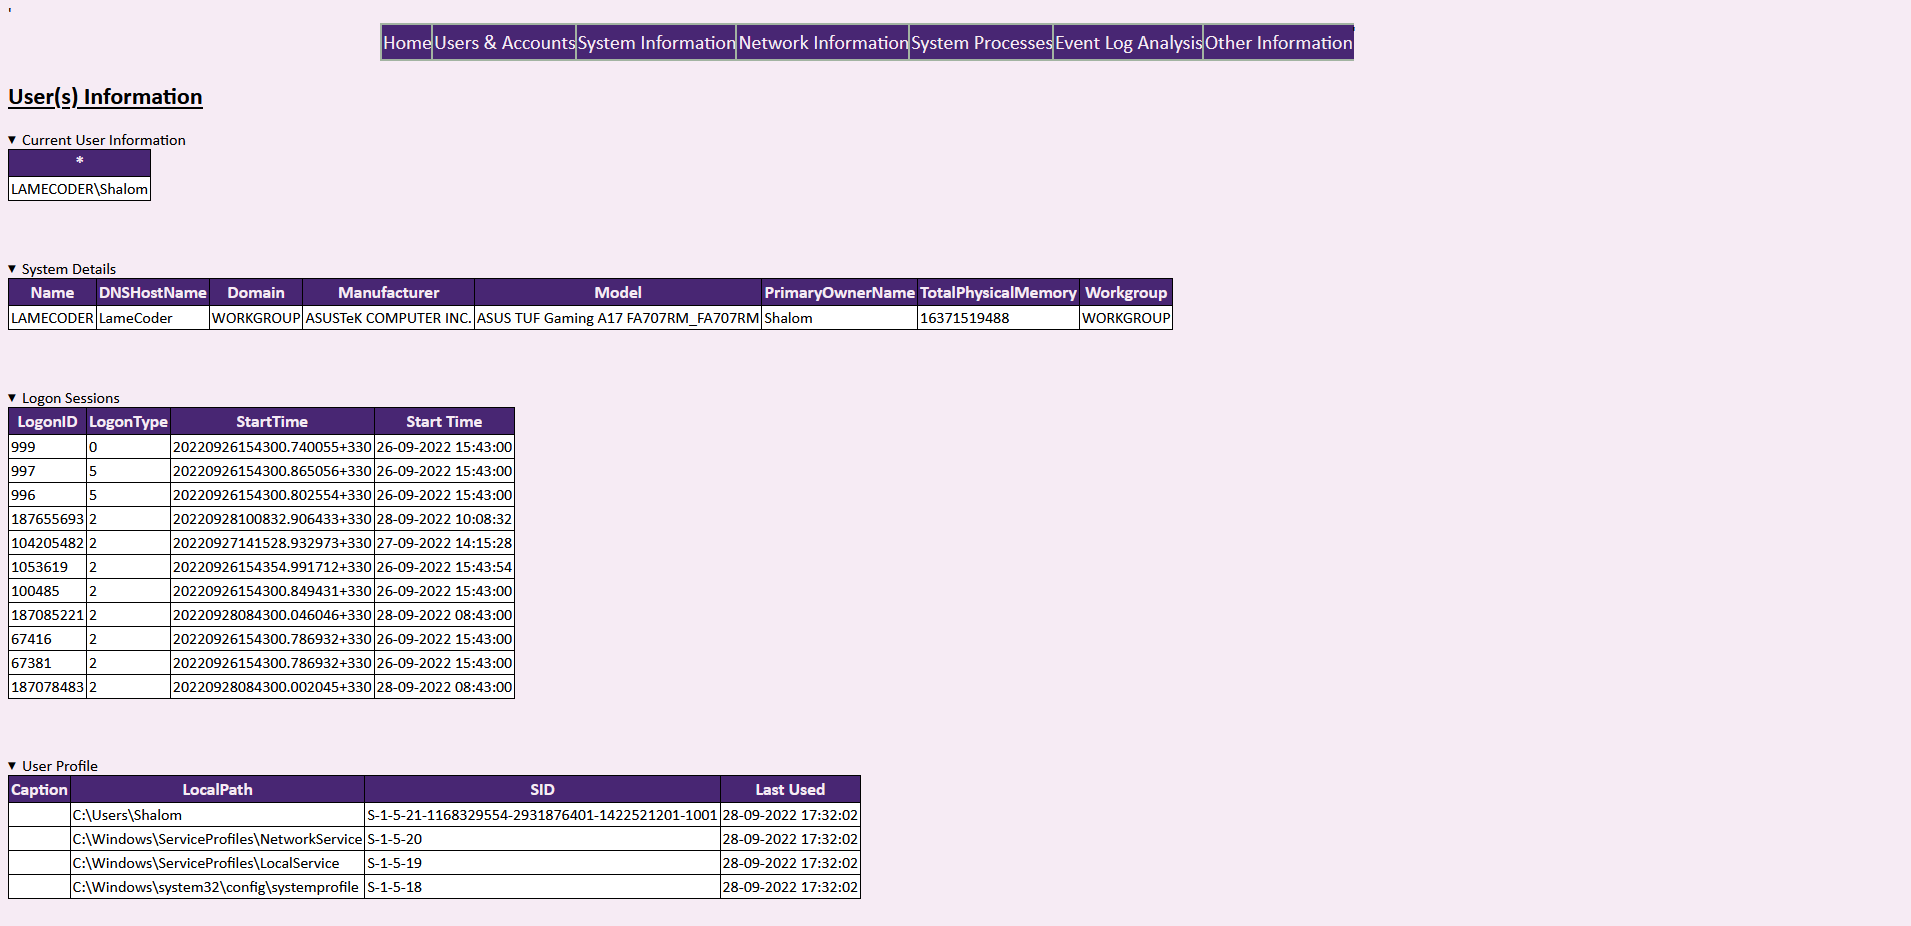 '
Home Users & Accounts System Information Network Information System Processes Event Log Analysis Other Information
User(s) Information
▼ Current User Information
*
LAMECODER\Shalom
▼ System Details
Name DNSHostName Domain Manufacturer Model PrimaryOwnerName TotalPhysicalMemory Workgroup
LAMECODER LameCoder WORKGROUP ASUSTeK COMPUTER INC. ASUS TUF Gaming A17 FA707RM_FA707RM Shalom 16371519488 WORKGROUP
▼ Logon Sessions
LogonID LogonType StartTime Start Time
999 0 20220926154300.740055+330 26-09-2022 15:43:00
997 5 20220926154300.865056+330 26-09-2022 15:43:00
996 5 20220926154300.802554+330 26-09-2022 15:43:00
187655693 2 20220928100832.906433+330 28-09-2022 10:08:32
104205482 2 20220927141528.932973+330 27-09-2022 14:15:28
1053619 2 20220926154354.991712+330 26-09-2022 15:43:54
100485 2 20220926154300.849431+330 26-09-2022 15:43:00
187085221 2 20220928084300.046046+330 28-09-2022 08:43:00
67416 2 20220926154300.786932+330 26-09-2022 15:43:00
67381 2 20220926154300.786932+330 26-09-2022 15:43:00
187078483 2 20220928084300.002045+330 28-09-2022 08:43:00
▼ User Profile
Caption LocalPath SID Last Used
C:\Users\Shalom S-1-5-21-1168329554-2931876401-1422521201-1001 28-09-2022 17:32:02
C:\Windows\ServiceProfiles\NetworkService S-1-5-20 28-09-2022 17:32:02
C:\Windows\ServiceProfiles\LocalService S-1-5-19 28-09-2022 17:32:02
C:\Windows\system32\config\systemprofile S-1-5-18 28-09-2022 17:32:02